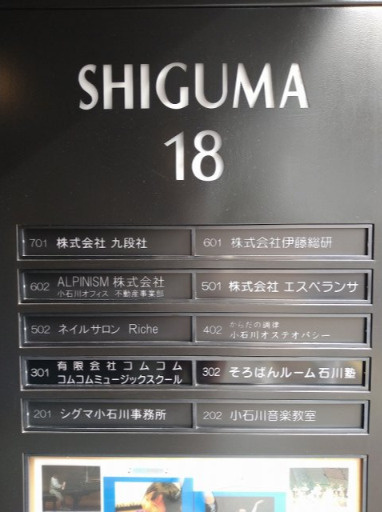 SHIGUMA
18
701 株式会社 九段社
601 株式会社伊藤総研
602 ALPINISM 株式会社
小石川オフィス 不動産事業部
501 株式会社 エスペランサ
502 ネイルサロン Riche
402 からだの調律
小石川オステオパシー
301 有限会社コムコム
コムコムミュージックスクール
302 そろばんルーム石川塾
201 シグマ小石川事務所
202 小石川音楽教室